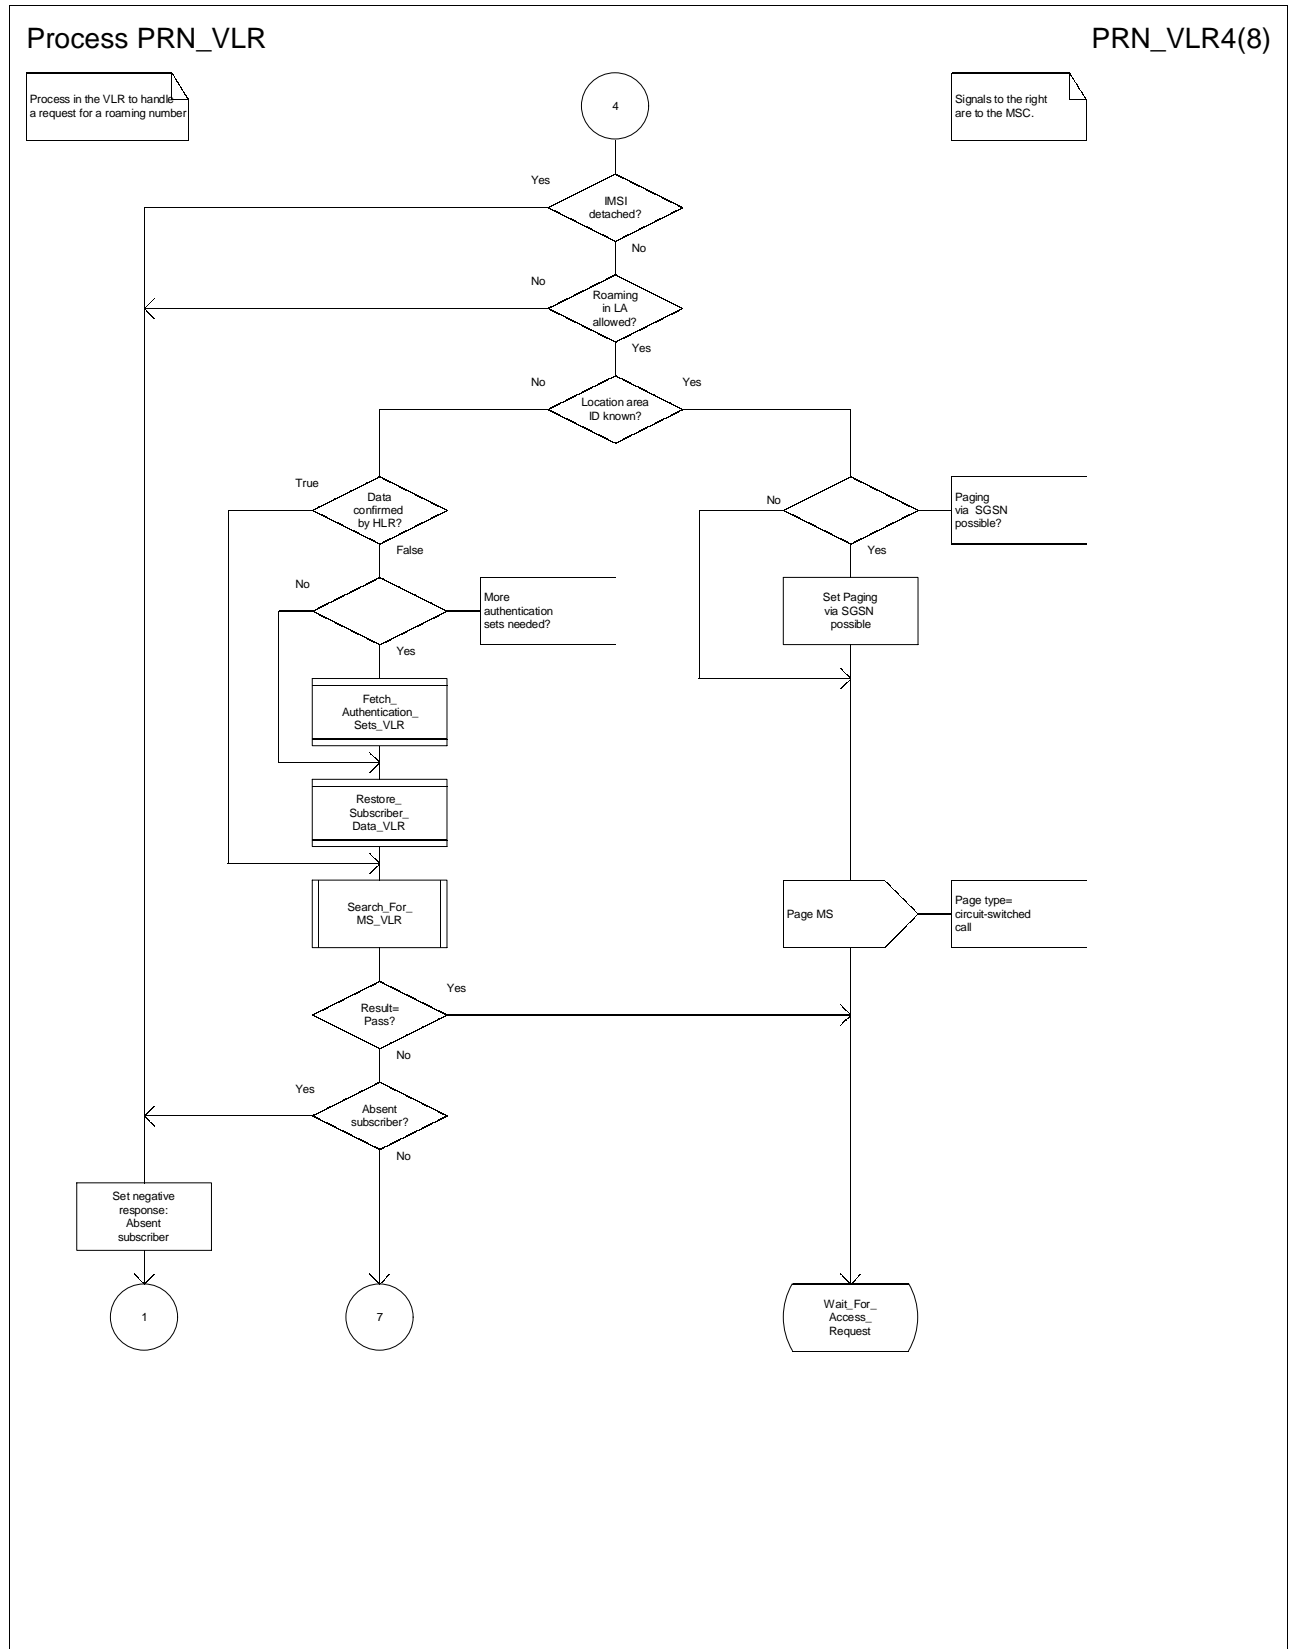 Process PRN_VLR
PRN_VLR4(8)
Process in the VLR to handle
a request for a roaming number
4
Signals to the right
are to the MSC.
Yes
IMSI
detached?
No
No
Roaming
in LA
allowed?
Yes
No
Yes
Location area
ID known?
True
Data
confirmed
by HLR?
False
No
Paging
via SGSN
possible?
Yes
No
More
authentication
sets needed?
Yes
Set Paging
via SGSN
possible
Fetch_
Authentication_
Sets_VLR
Restore_
Subscriber_
Data_VLR
Search_For_
MS_VLR
Page MS
Page type=
circuit-switched
call
Result=
Pass?
Yes
No
Yes
Absent
subscriber?
No
Set negative
response:
Absent
subscriber
1
7
Wait_For_
Access_
Request